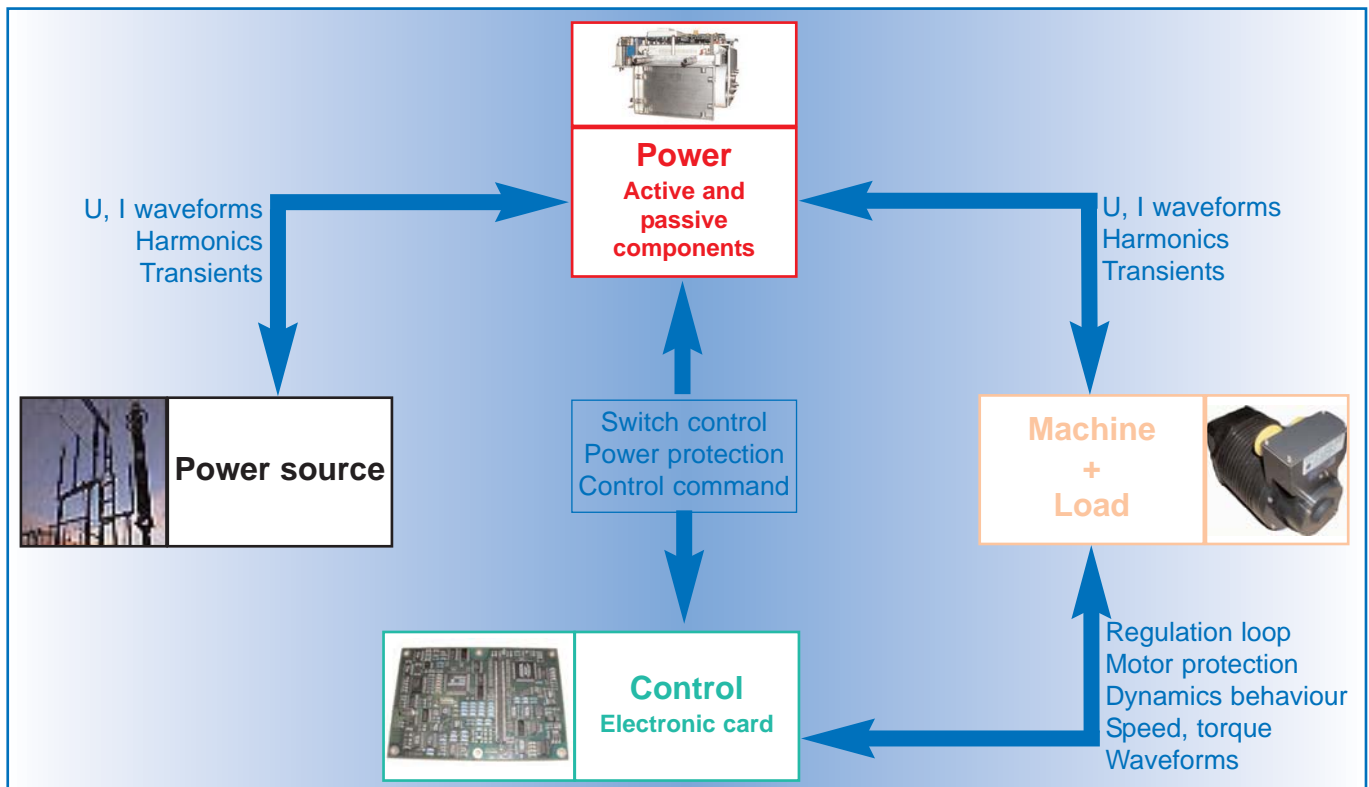 Power
Active and
passive
components
U, I waveforms
Harmonics
Transients
U, I waveforms
Harmonics
Transients
Power source
Switch control
Power protection
Control command
Machine
+
Load
Control
Electronic card
Regulation loop
Motor protection
Dynamics behaviour
Speed, torque
Waveforms